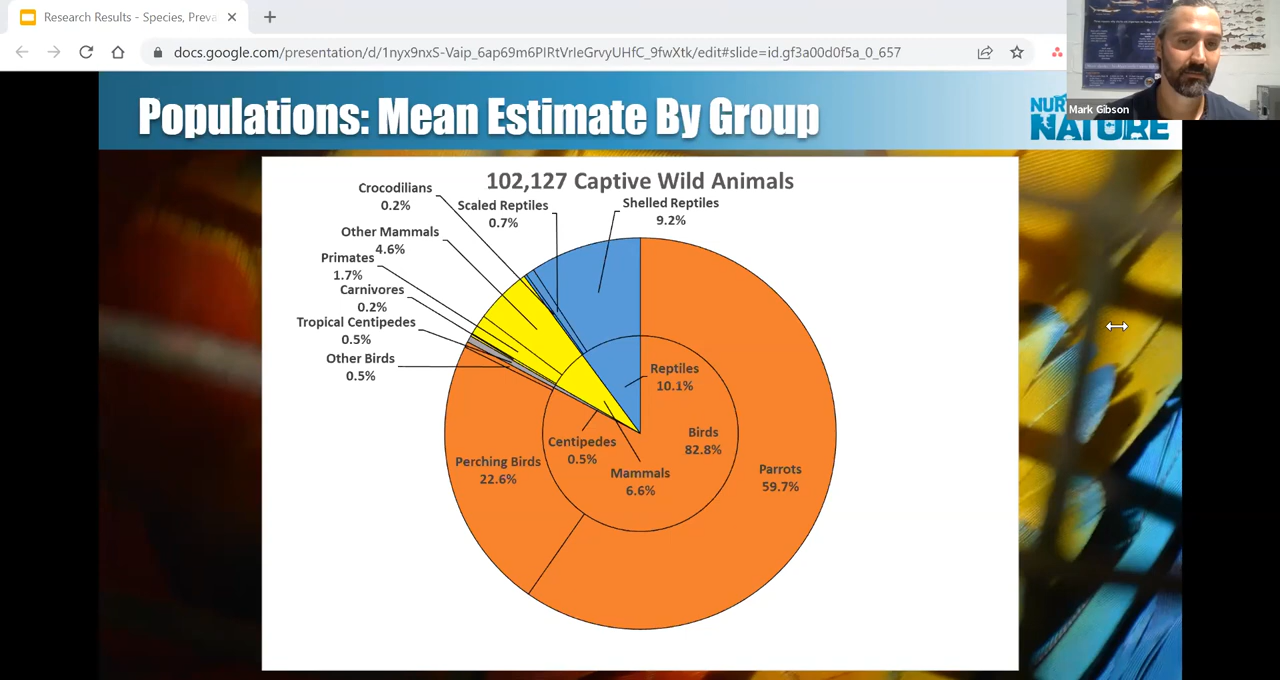 Research Results - Species, Preva
docs.google.com/presentation/d/1mrx9nxS-Vaip_6ap69m6PIRtVrIeGrvyUHfC_9fwXtk/edit#slide=id.gf3a00d0f5a_0_657
Mark Gibson
Populations: Mean Estimate By Group
NATURE
102,127 Captive Wild Animals
Crocodilians
0.2%
Scaled Reptiles
0.7%
Shelled Reptiles
9.2%
Other Mammals
4.6%
Primates
1.7%
Carnivores
0.2%
Tropical Centipedes
0.5%
Other Birds
0.5%
Reptiles
10.1%
Birds
82.8%
Centipedes
0.5%
Mammals
6.6%
Perching Birds
22.6%
Parrots
59.7%